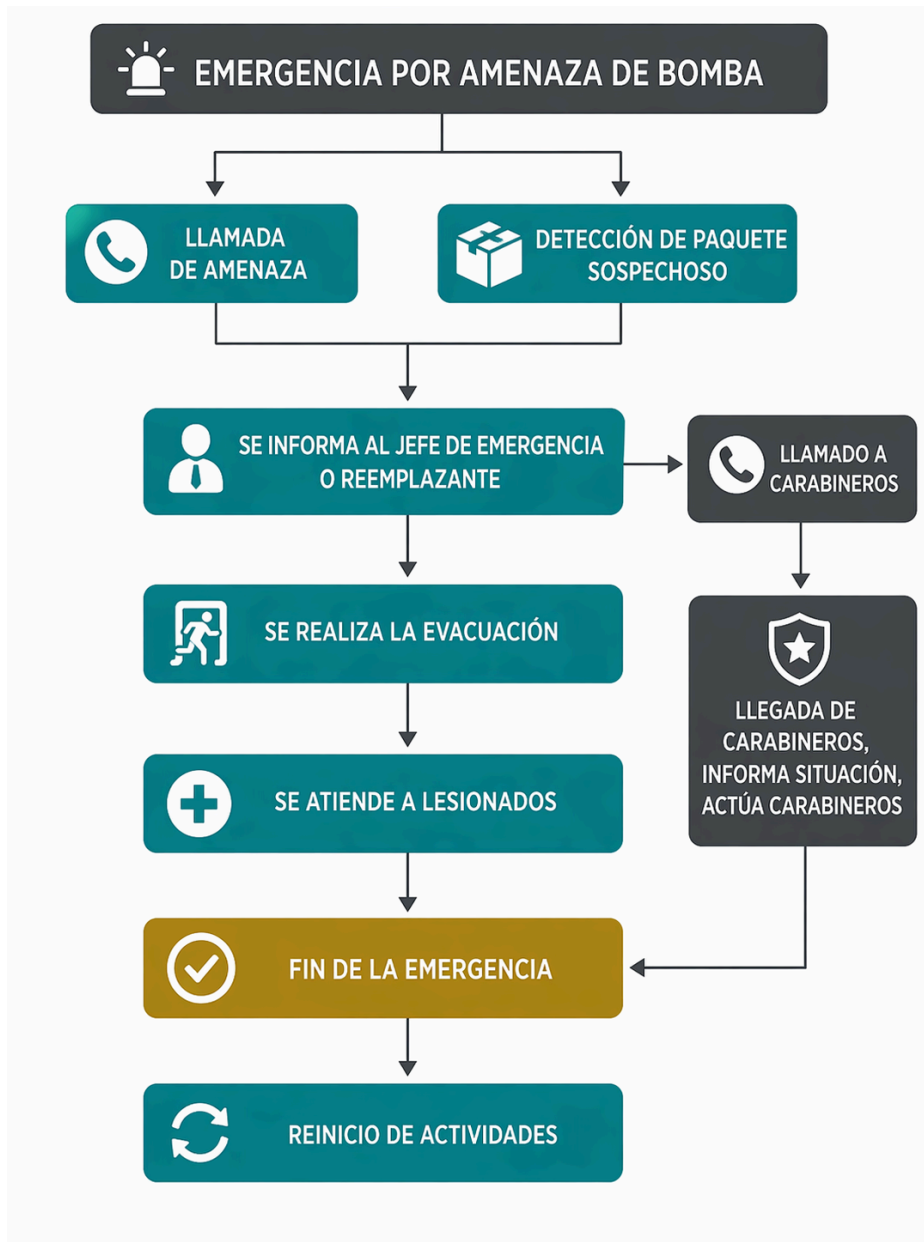 EMERGENCIA POR AMENAZA DE BOMBA
LLAMADA
DE AMENAZA
DETECCIÓN DE PAQUETE
SOSPECHOSO
SE INFORMA AL JEFE DE EMERGENCIA
O REEMPLAZANTE
LLAMADO A
CARABINEROS
SE REALIZA LA EVACUACIÓN
LLEGADA DE
CARABINEROS,
INFORMA SITUACIÓN,
ACTÚA CARABINEROS
SE ATIENDE A LESIONADOS
FIN DE LA EMERGENCIA
REINICIO DE ACTIVIDADES